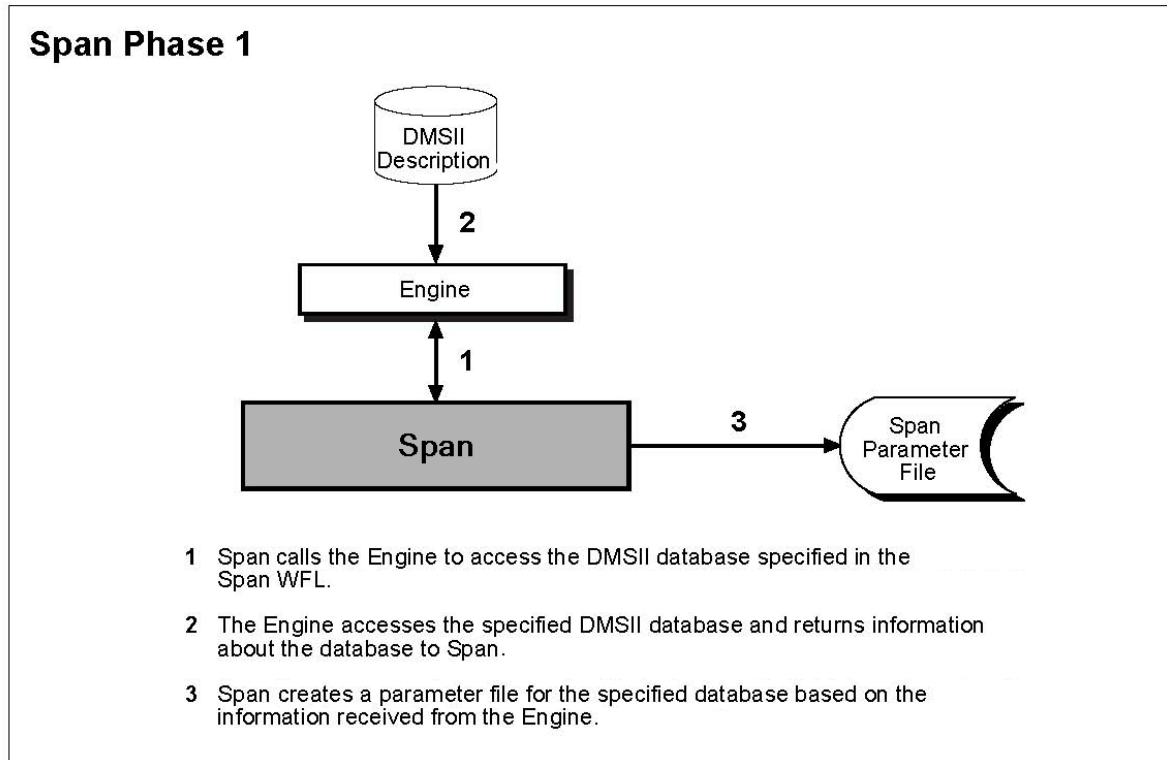 Span Phase 1
DMSII
Description
2
Engine
1
Span
3
Span
Parameter
File
1 Span calls the Engine to access the DMSII database specified in the
Span WFL.
2 The Engine accesses the specified DMSII database and returns information
about the database to Span.
3 Span creates a parameter file for the specified database based on the
information received from the Engine.